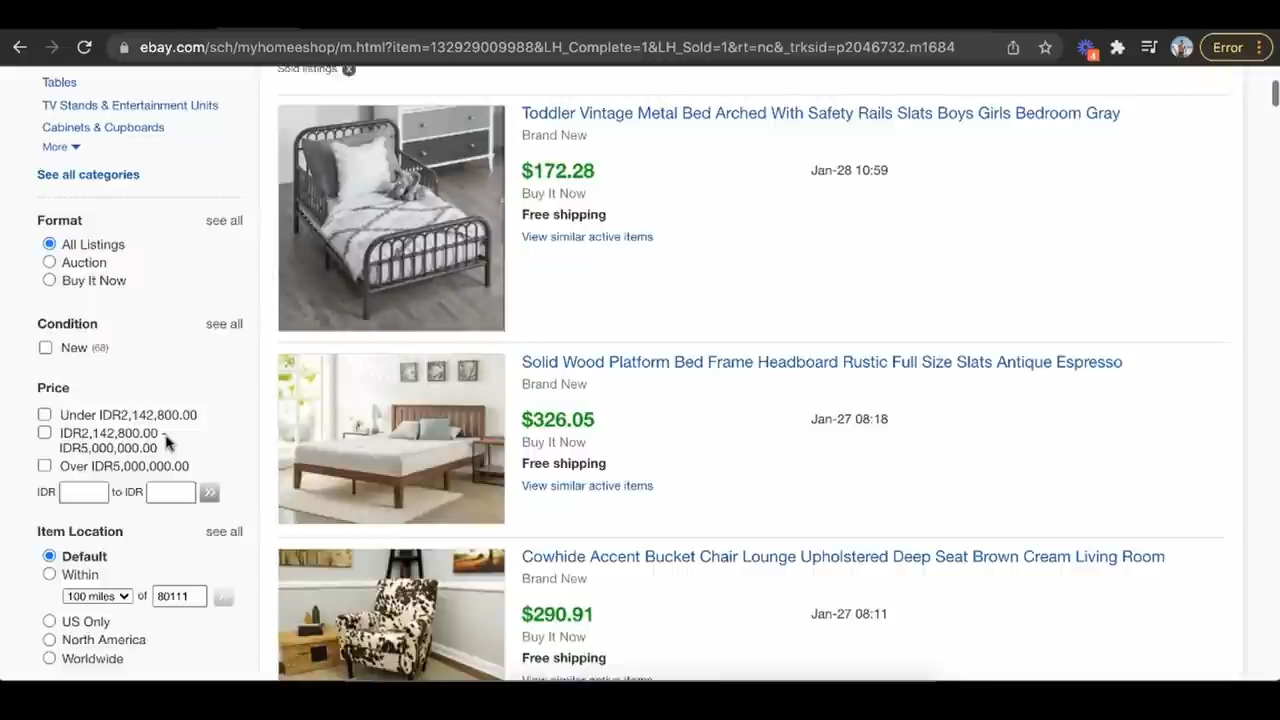 ebay.com/sch/myhomeeshop/m.html?item=132929009988&LH_Complete=1&LH_Sold=1&rt=nc&_trksid=p2046732.m1684
4
Error
Tables
TV Stands & Entertainment Units
Cabinets & Cupboards
More
See all categories
Format see all
All Listings
Auction
Buy It Now
Condition see all
New (68)
Price
Under IDR2,142,800.00
IDR2,142,800.00 -
IDR5,000,000.00
Over IDR5,000,000.00
IDR to IDR >>
Item Location see all
Default
Within
100 miles of 80111
US Only
North America
Worldwide
Sold listings x
Toddler Vintage Metal Bed Arched With Safety Rails Slats Boys Girls Bedroom Gray
Brand New
$172.28 Jan-28 10:59
Buy It Now
Free shipping
View similar active items
Solid Wood Platform Bed Frame Headboard Rustic Full Size Slats Antique Espresso
Brand New
$326.05 Jan-27 08:18
Buy It Now
Free shipping
View similar active items
Cowhide Accent Bucket Chair Lounge Upholstered Deep Seat Brown Cream Living Room
Brand New
$290.91 Jan-27 08:11
Buy It Now
Free shipping
View similar active items